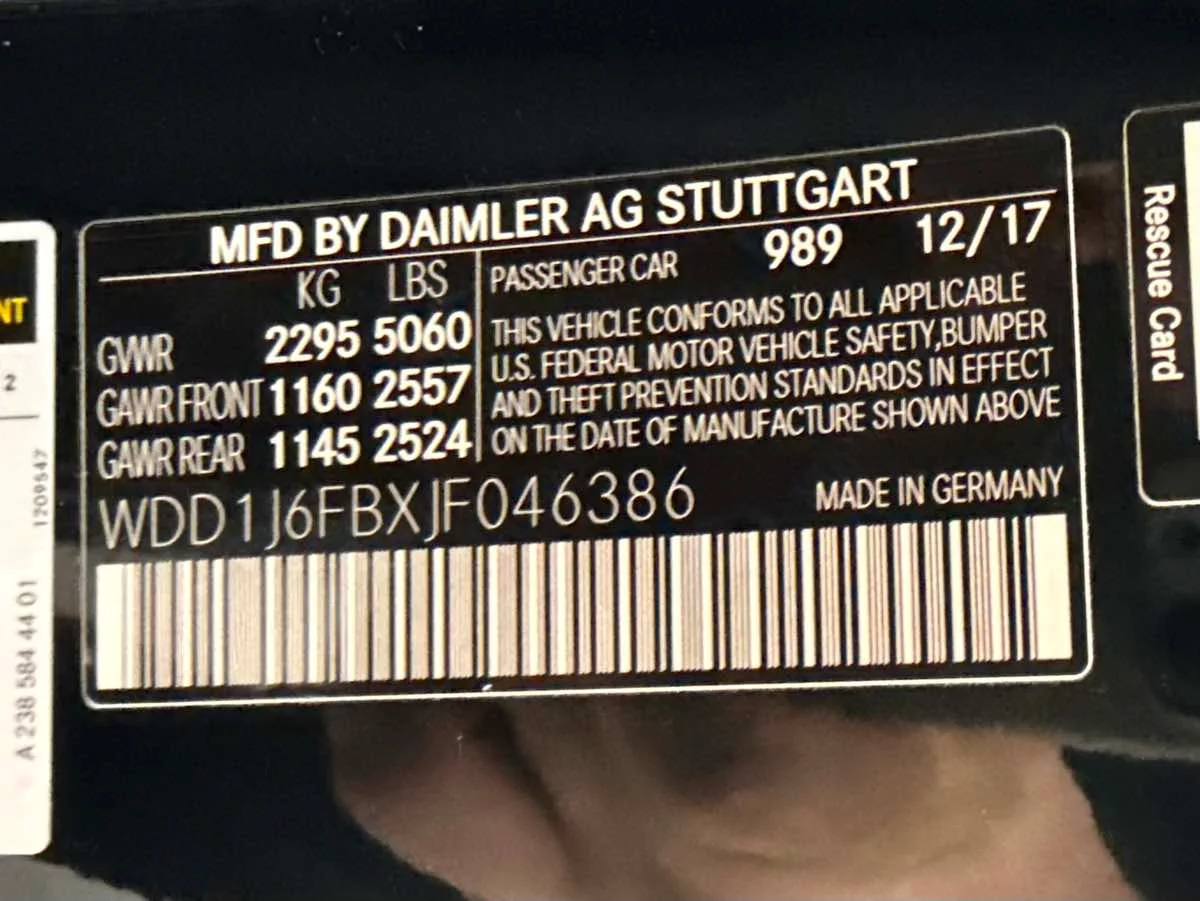 MFD BY DAIMLER AG STUTTGART
KG LBS
GVWR 2295 5060
GAWR FRONT 1160 2557
GAWR REAR 1145 2524
PASSENGER CAR 989 12/17
THIS VEHICLE CONFORMS TO ALL APPLICABLE
U.S. FEDERAL MOTOR VEHICLE SAFETY,BUMPER
AND THEFT PREVENTION STANDARDS IN EFFECT
ON THE DATE OF MANUFACTURE SHOWN ABOVE
WDD1J6FBXJF046386
MADE IN GERMANY
NT
2
1209547
A 238 584 44 01
Rescue Card